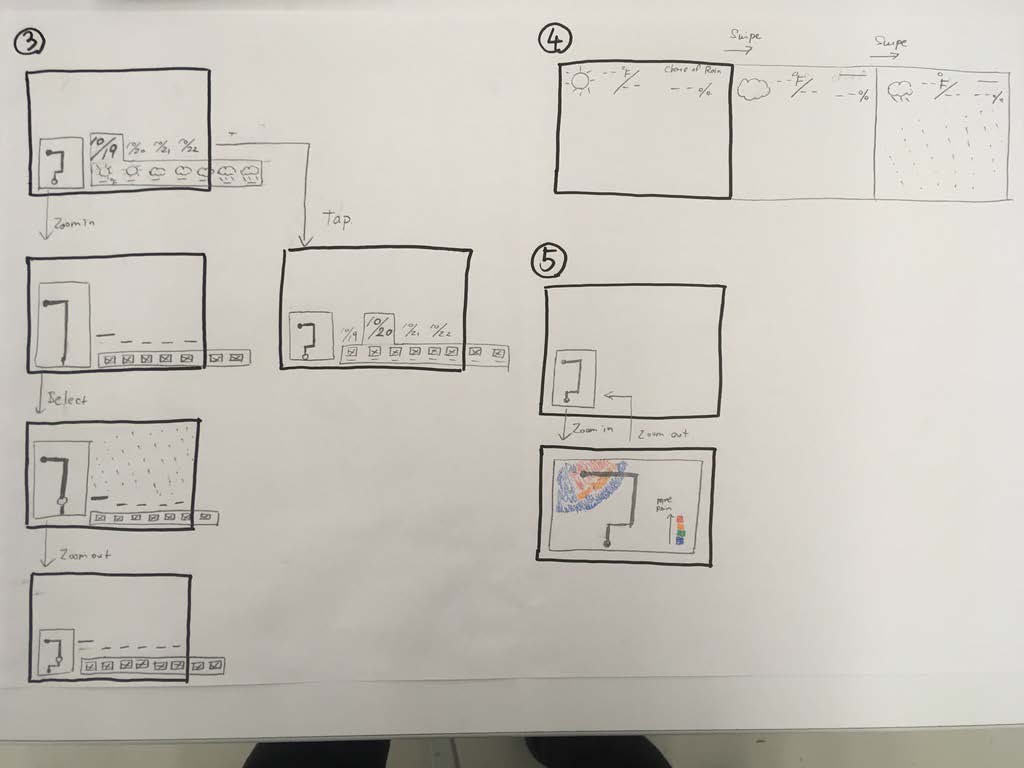 ③
10/19 10/20 10/21 10/22
Zoom in
Tap
10/19 10/20 10/21 10/22
Select
Zoom out
④
Swipe
Swipe
--°F/-- Chance of Rain
--%
--°F/--
--%
--°F/--
--%
⑤
Zoom in
Zoom out
More
Rain